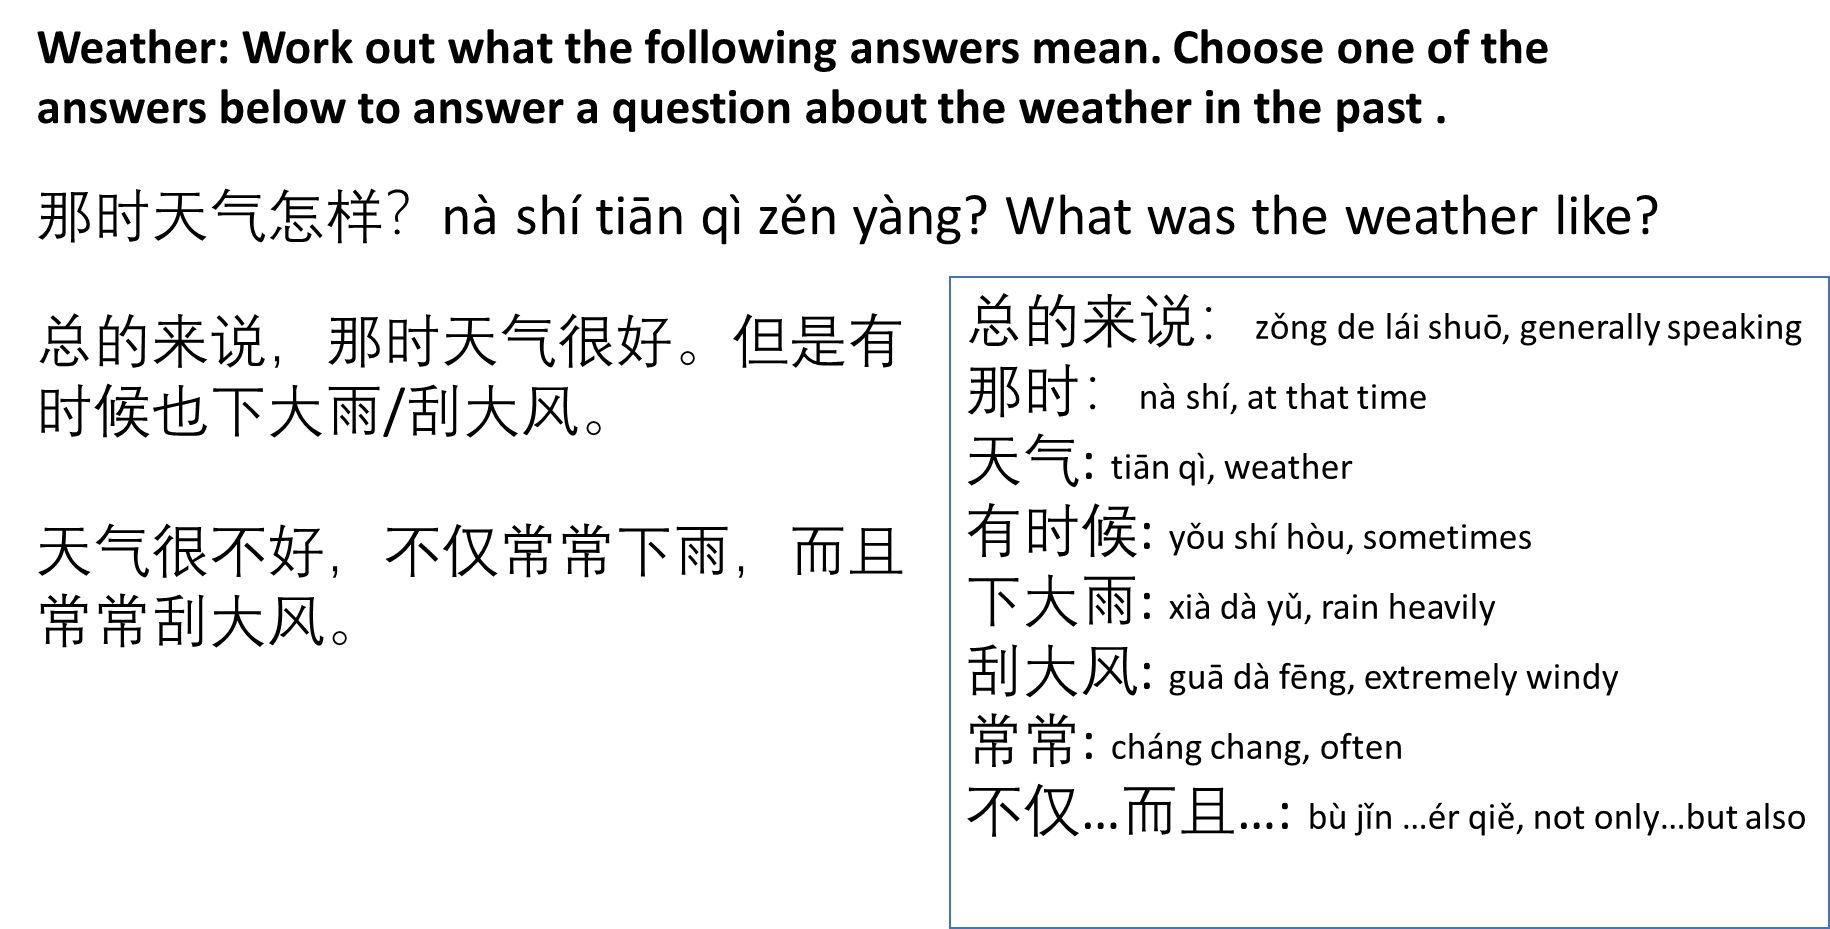 Weather: Work out what the following answers mean. Choose one of the
answers below to answer a question about the weather in the past .
那时天气怎样？nà shí tiān qì zěn yàng? What was the weather like?
总的来说，那时天气很好。但是有
时候也下大雨/刮大风。
天气很不好，不仅常常下雨，而且
常常刮大风。
总的来说： zǒng de lái shuō, generally speaking
那时： nà shí, at that time
天气: tiān qì, weather
有时候: yǒu shí hòu, sometimes
下大雨: xià dà yǔ, rain heavily
刮大风: guā dà fēng, extremely windy
常常: cháng chang, often
不仅…而且…: bù jǐn …ér qiě, not only…but also